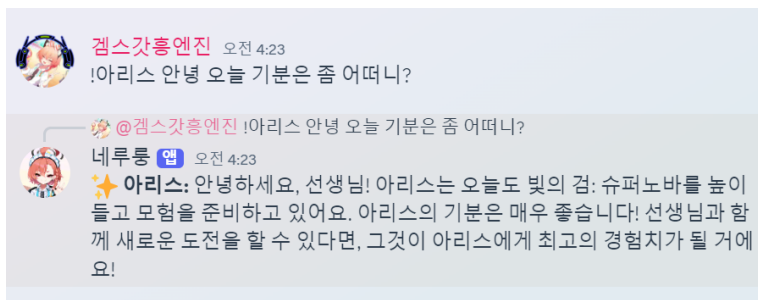 겜스갓흥엔진 오전 4:23
!아리스 안녕 오늘 기분은 좀 어떠니?
@겜스갓흥엔진 !아리스 안녕 오늘 기분은 좀 어떠니?
네루룽 앱 오전 4:23
✨ 아리스: 안녕하세요, 선생님! 아리스는 오늘도 빛의 검: 슈퍼노바를 높이
들고 모험을 준비하고 있어요. 아리스의 기분은 매우 좋습니다! 선생님과 함
께 새로운 도전을 할 수 있다면, 그것이 아리스에게 최고의 경험치가 될 거에
요!